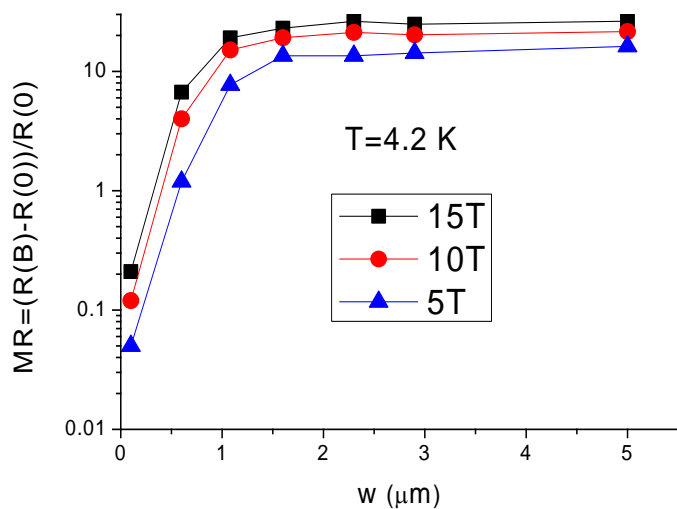 MR=(R(B)-R(0))/R(0)
10
1
0.1
0.01
T=4.2 K
15T
10T
5T
0
1
2
3
4
5
w (μm)